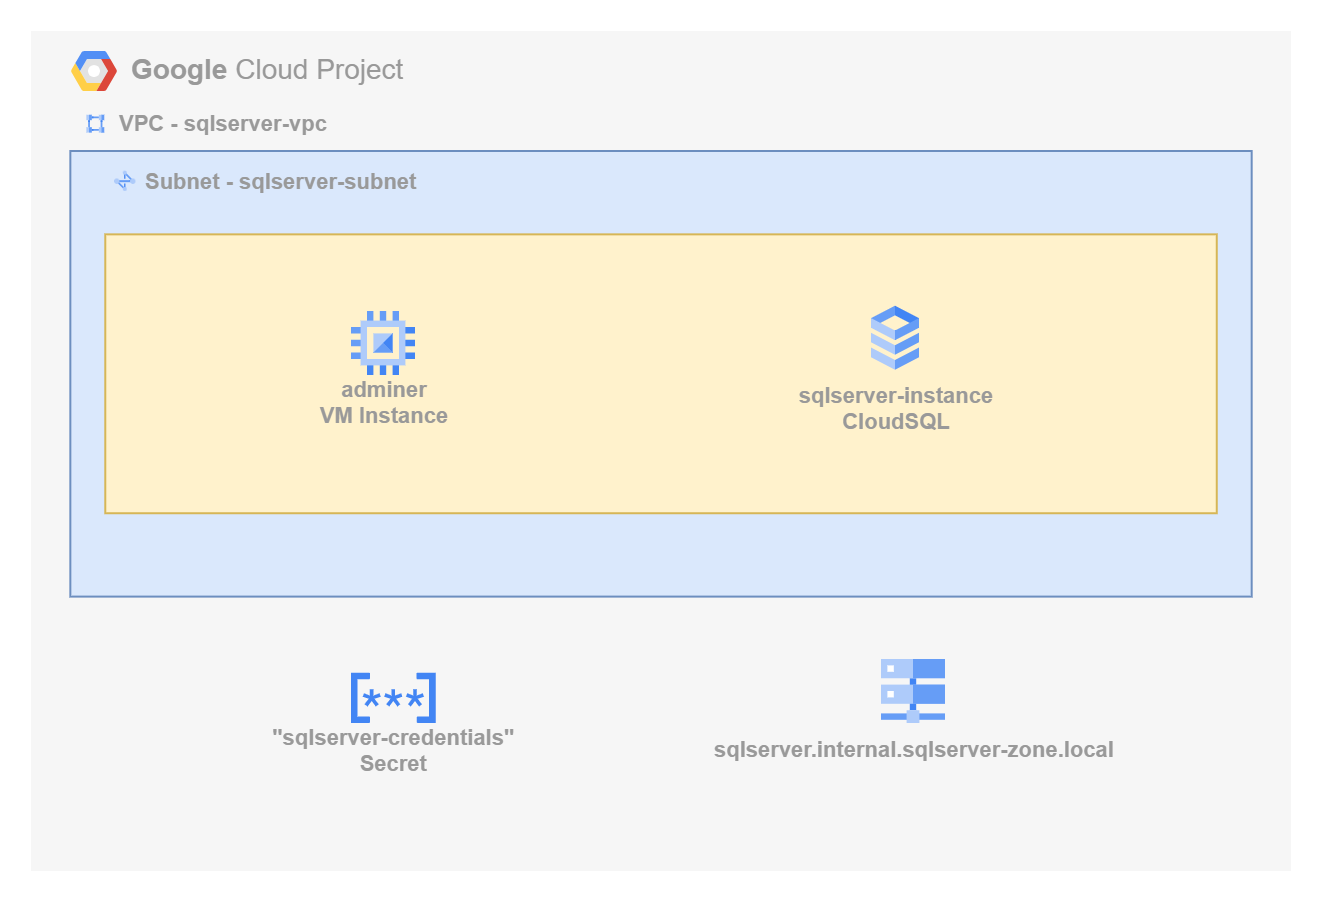 Google Cloud Project
VPC - sqlserver-vpc
Subnet - sqlserver-subnet
adminer
VM Instance
sqlserver-instance
CloudSQL
[***]
"sqlserver-credentials"
Secret
sqlserver.internal.sqlserver-zone.local